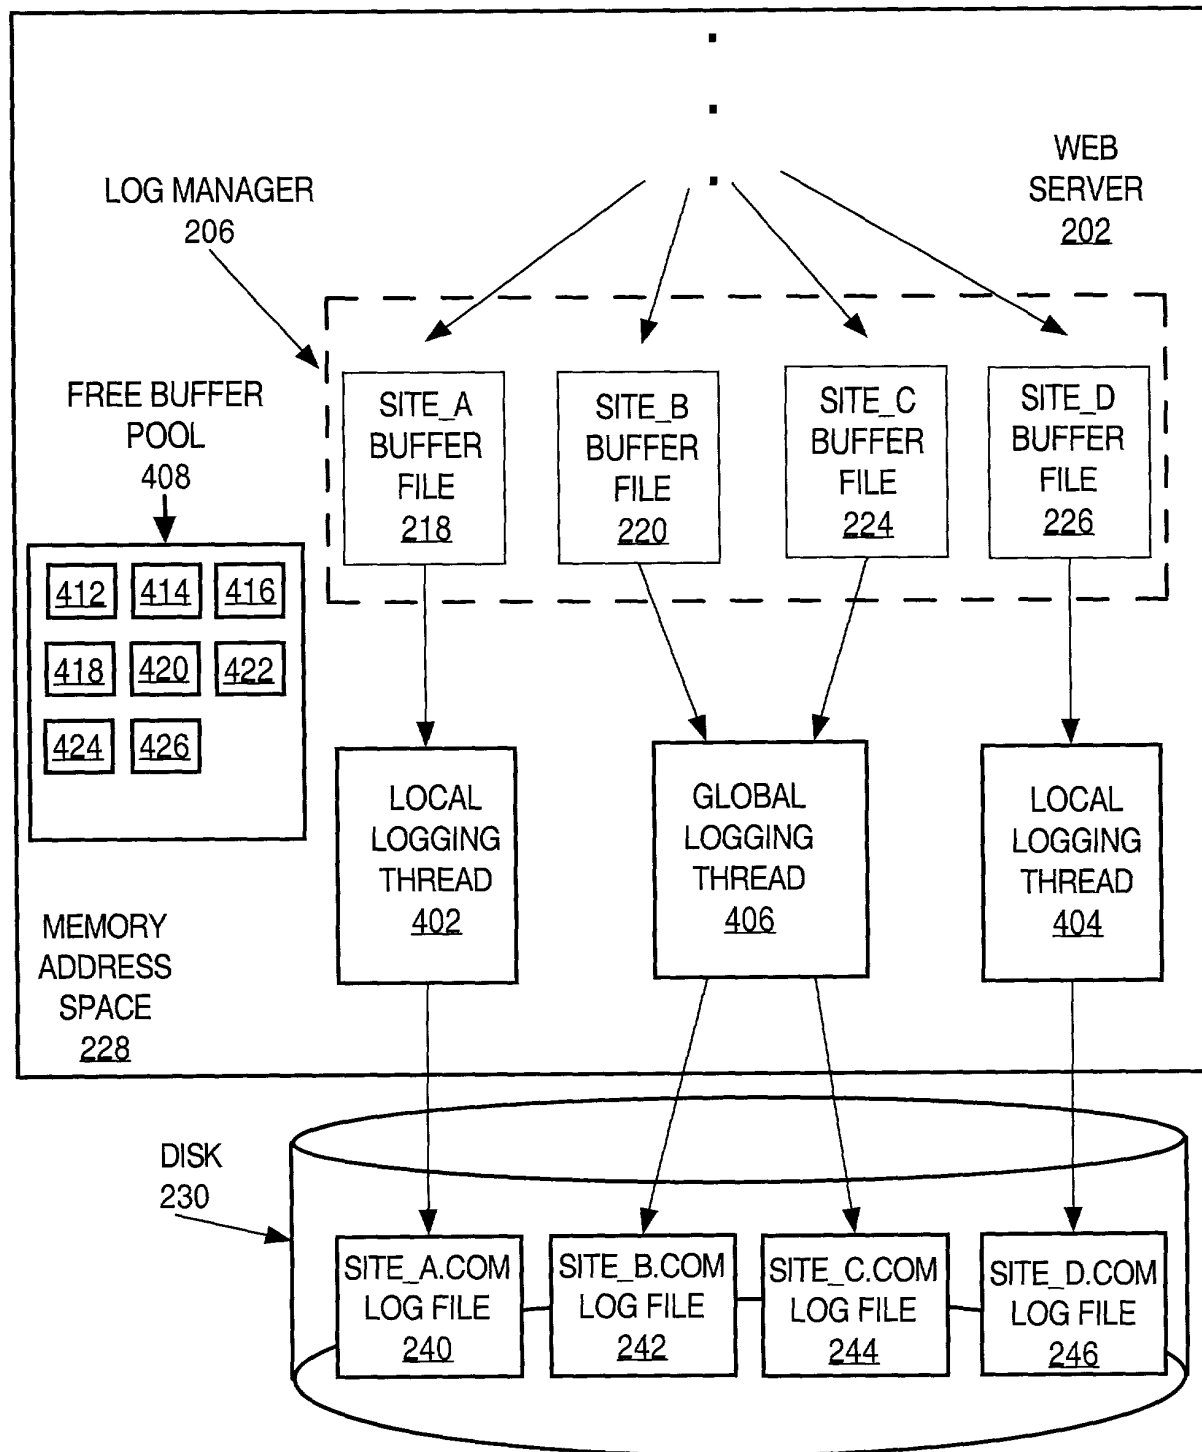 WEB
SERVER
202
LOG MANAGER
206
FREE BUFFER
POOL
408
SITE_A
BUFFER
FILE
218
SITE_B
BUFFER
FILE
220
SITE_C
BUFFER
FILE
224
SITE_D
BUFFER
FILE
226
412 414 416
418 420 422
424 426
LOCAL
LOGGING
THREAD
402
GLOBAL
LOGGING
THREAD
406
LOCAL
LOGGING
THREAD
404
MEMORY
ADDRESS
SPACE
228
DISK
230
SITE_A.COM
LOG FILE
240
SITE_B.COM
LOG FILE
242
SITE_C.COM
LOG FILE
244
SITE_D.COM
LOG FILE
246